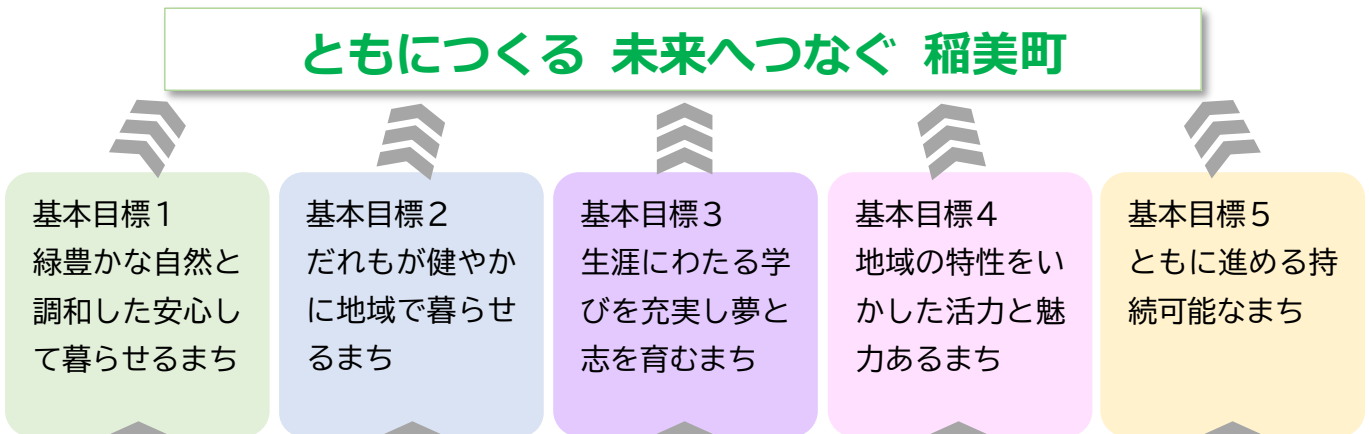 ともにつくる 未来へつなぐ 稲美町
基本目標１
緑豊かな自然と
調和した安心し
て暮らせるまち
基本目標２
だれもが健やか
に地域で暮らせ
るまち
基本目標３
生涯にわたる学
びを充実し夢と
志を育むまち
基本目標４
地域の特性をい
かした活力と魅
力あるまち
基本目標５
ともに進める持
続可能なまち